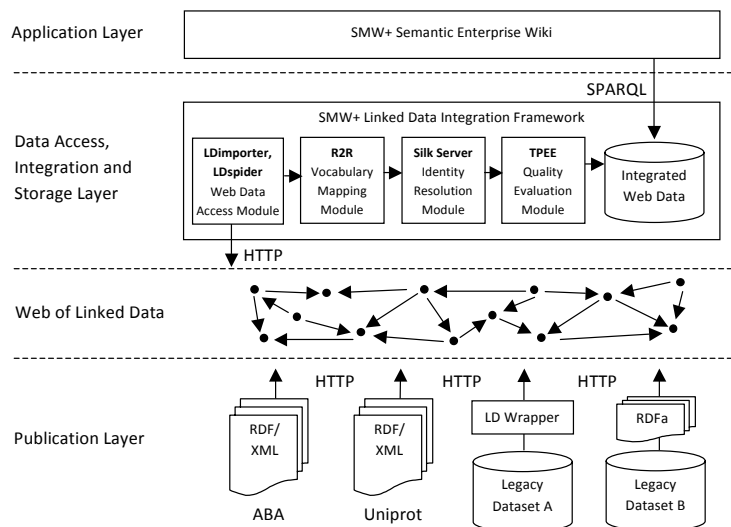 Application Layer
SMW+ Semantic Enterprise Wiki
SPARQL
SMW+ Linked Data Integration Framework
Data Access,
Integration and
Storage Layer
LDimporter,
LDspider
Web Data
Access Module
R2R
Vocabulary
Mapping
Module
Silk Server
Identity
Resolution
Module
TPEE
Quality
Evaluation
Module
Integrated
Web Data
HTTP
Web of Linked Data
HTTP
HTTP
HTTP
Publication Layer
RDF/
XML
ABA
RDF/
XML
Uniprot
LD Wrapper
Legacy
Dataset A
RDFa
Legacy
Dataset B